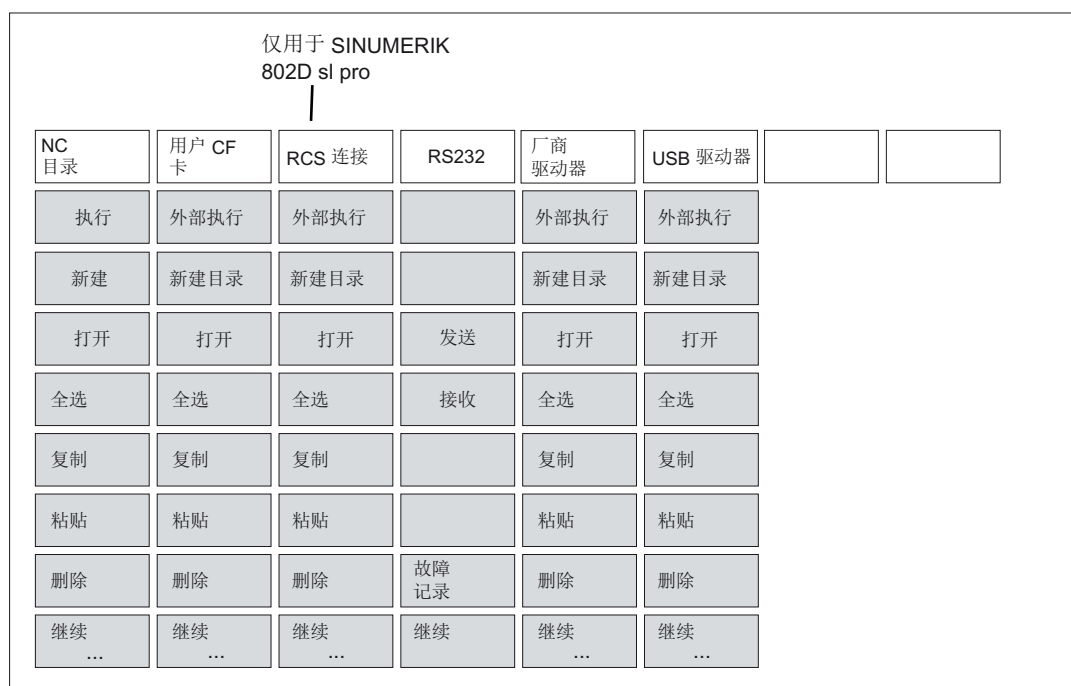 仅用于 SINUMERIK
802D sl pro
NC
目录
用户 CF
卡
RCS 连接
RS232
厂商
驱动器
USB 驱动器
执行
外部执行
外部执行
外部执行
外部执行
新建
新建目录
新建目录
新建目录
新建目录
打开
打开
打开
发送
打开
打开
全选
全选
全选
接收
全选
全选
复制
复制
复制
复制
复制
粘贴
粘贴
粘贴
粘贴
粘贴
删除
删除
删除
故障
记录
删除
删除
继续
...
继续
...
继续
...
继续
继续
...
继续
...